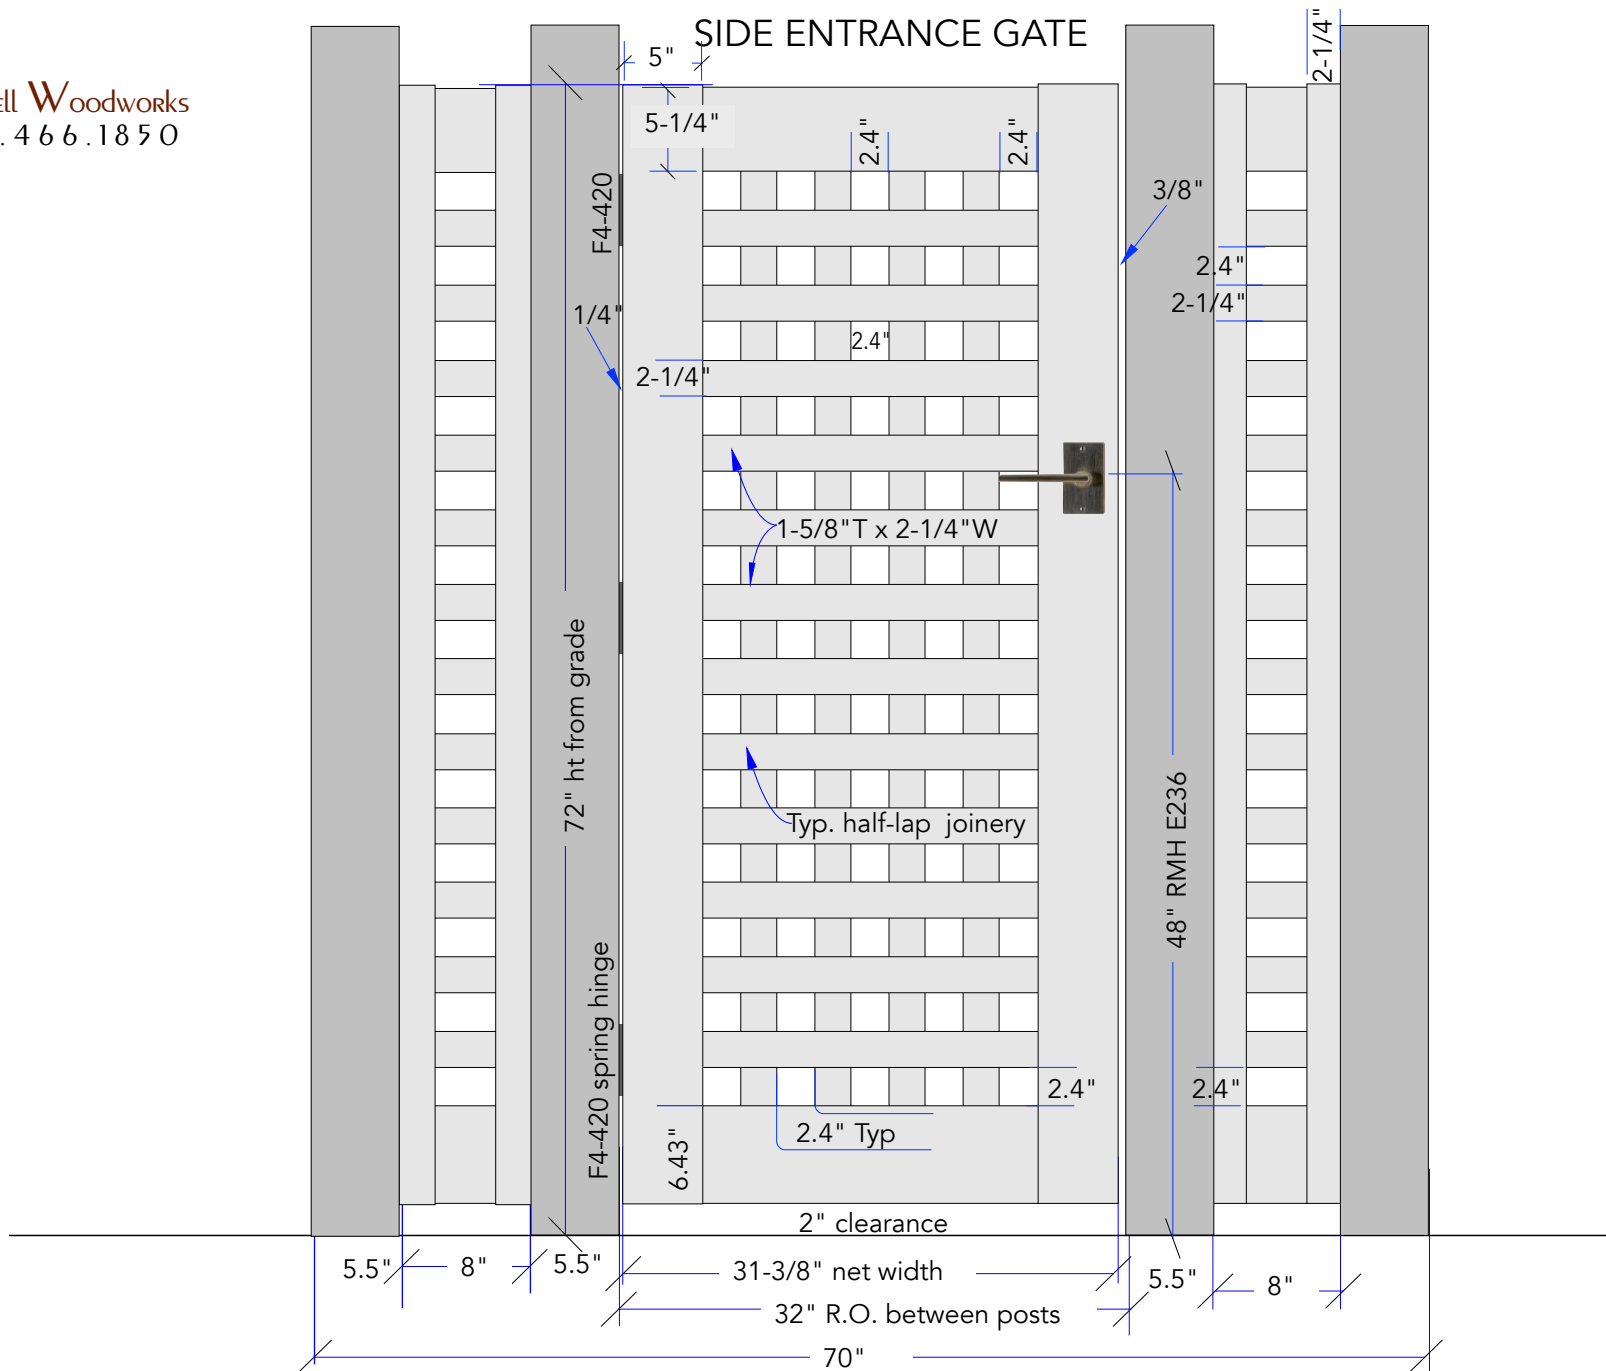 SIDE ENTRANCE GATE
Woodworks
.466.1850
5"
2-1/4"
5-1/4"
2.4"
2.4"
F4-420
3/8"
2.4"
2-1/4"
1/4"
2.4"
2-1/4"
1-5/8"T x 2-1/4"W
72" ht from grade
Typ. half-lap joinery
48" RMH E236
F4-420 spring hinge
2.4"
2.4"
2.4" Typ
6.43"
2" clearance
5.5"
8"
5.5"
31-3/8" net width
5.5"
8"
32" R.O. between posts
70"